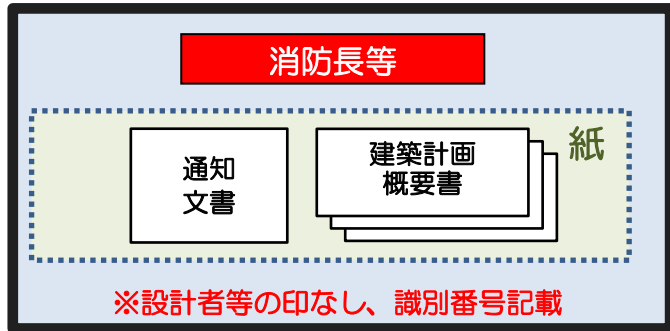 消防長等
紙
通知
文書
建築計画
概要書
※設計者等の印なし、識別番号記載